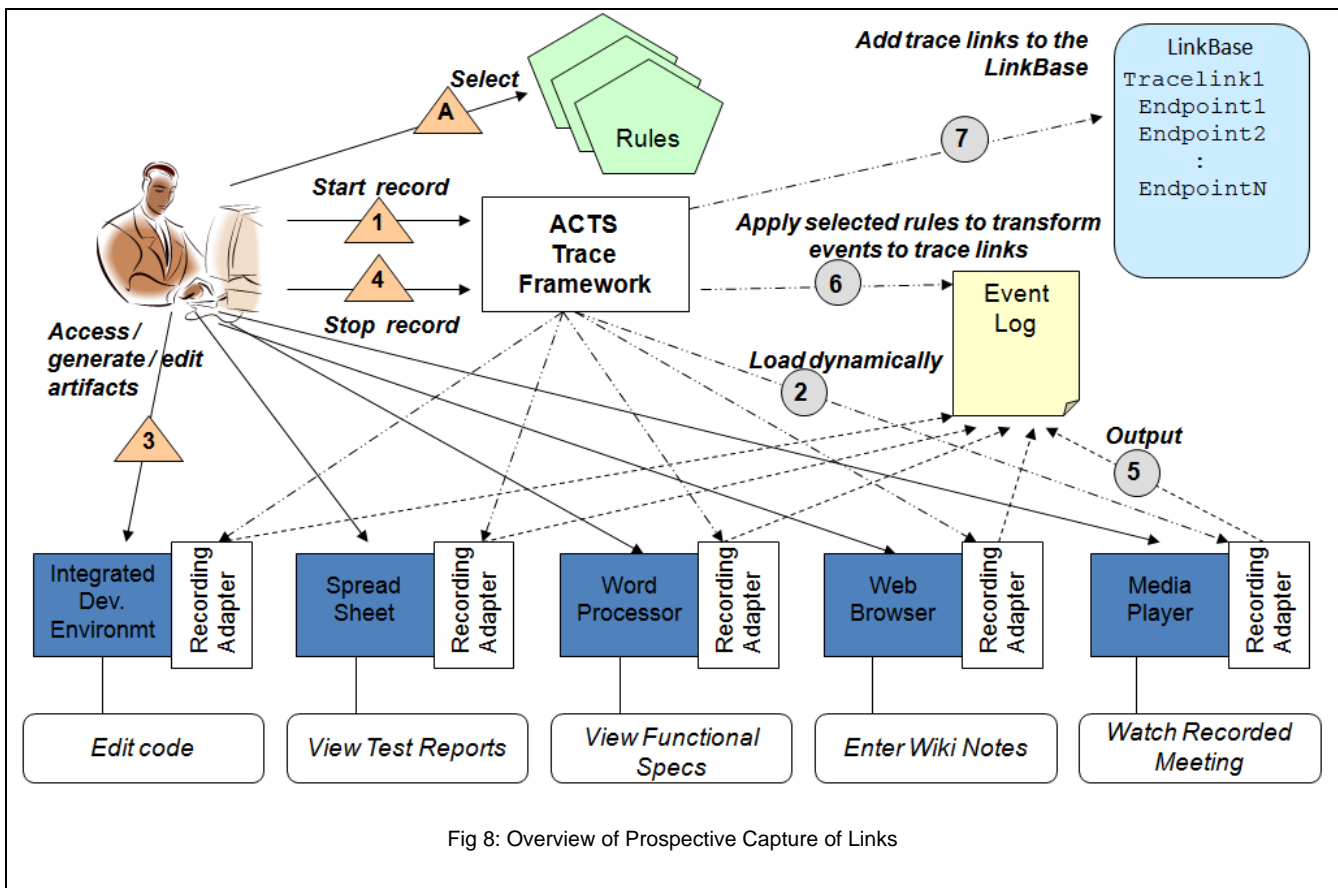 Add trace links to the
LinkBase
LinkBase
Tracelink1
Endpoint1
Endpoint2
:
EndpointN
Select
A
Rules
7
Start record
1
ACTS
Trace
Framework
Apply selected rules to transform
events to trace links
6
4
Stop record
Event
Log
Access /
generate / edit
artifacts
Load dynamically
2
3
Output
5
Integrated
Dev.
Environmt
Recording
Adapter
Spread
Sheet
Recording
Adapter
Word
Processor
Recording
Adapter
Web
Browser
Recording
Adapter
Media
Player
Recording
Adapter
Edit code
View Test Reports
View Functional
Specs
Enter Wiki Notes
Watch Recorded
Meeting
Fig 8: Overview of Prospective Capture of Links